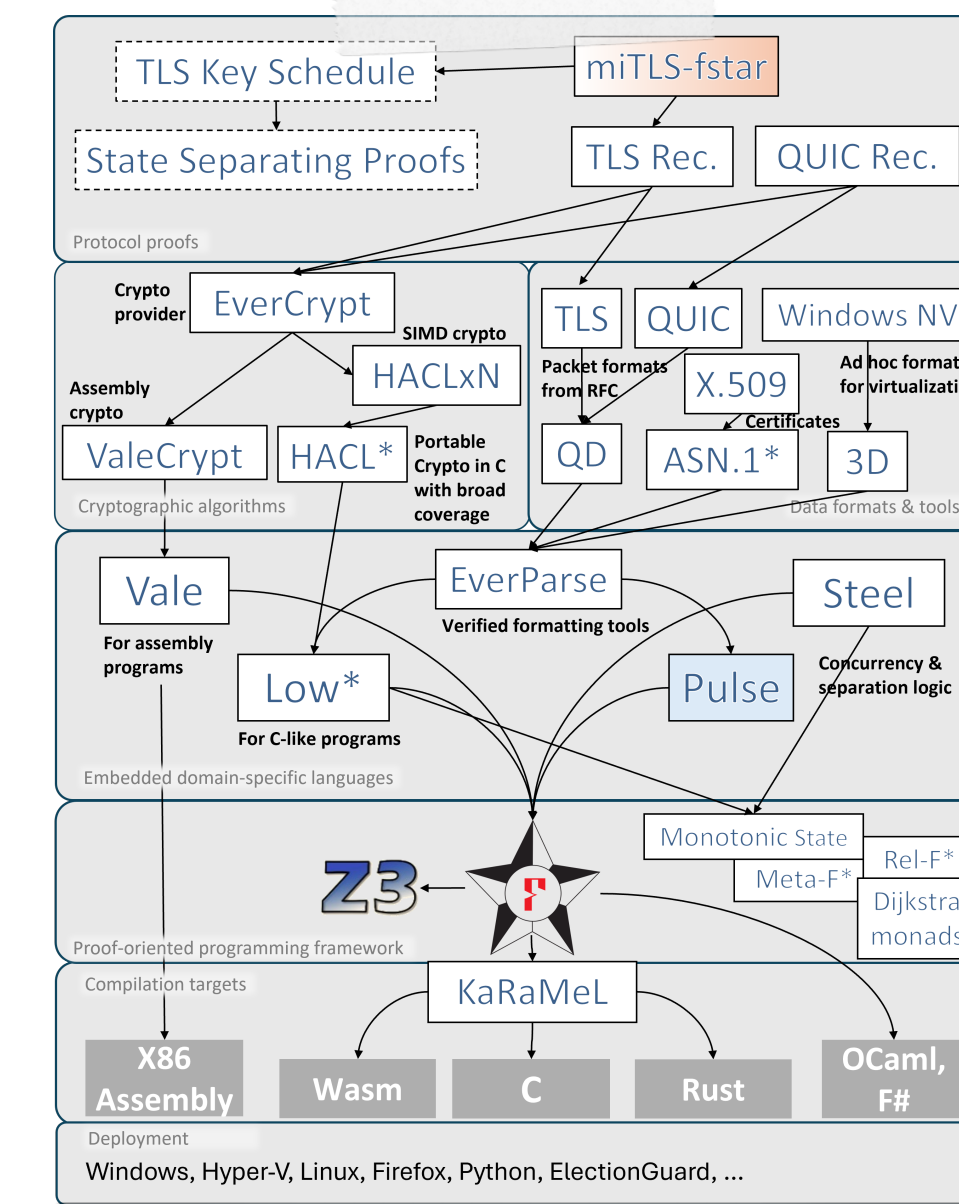 TLS Key Schedule
miTLS-fstar
State Separating Proofs
TLS Rec.
QUIC Rec.
Protocol proofs
Crypto
provider
EverCrypt
TLS
QUIC
Windows NV
SIMD crypto
HACLxN
Packet formats
from RFC
X.509
Ad hoc format
for virtualizati
Assembly
crypto
Certificates
ValeCrypt
HACL*
Portable
Crypto in C
with broad
coverage
QD
ASN.1*
3D
Cryptographic algorithms
Data formats & tools
Vale
EverParse
Steel
Verified formatting tools
For assembly
programs
Low*
Pulse
Concurrency &
separation logic
For C-like programs
Embedded domain-specific languages
Monotonic State
Rel-F*
Meta-F*
Z3
F
Dijkstra
monads
Proof-oriented programming framework
Compilation targets
KaRaMeL
X86
Assembly
Wasm
C
Rust
OCaml,
F#
Deployment
Windows, Hyper-V, Linux, Firefox, Python, ElectionGuard, ...